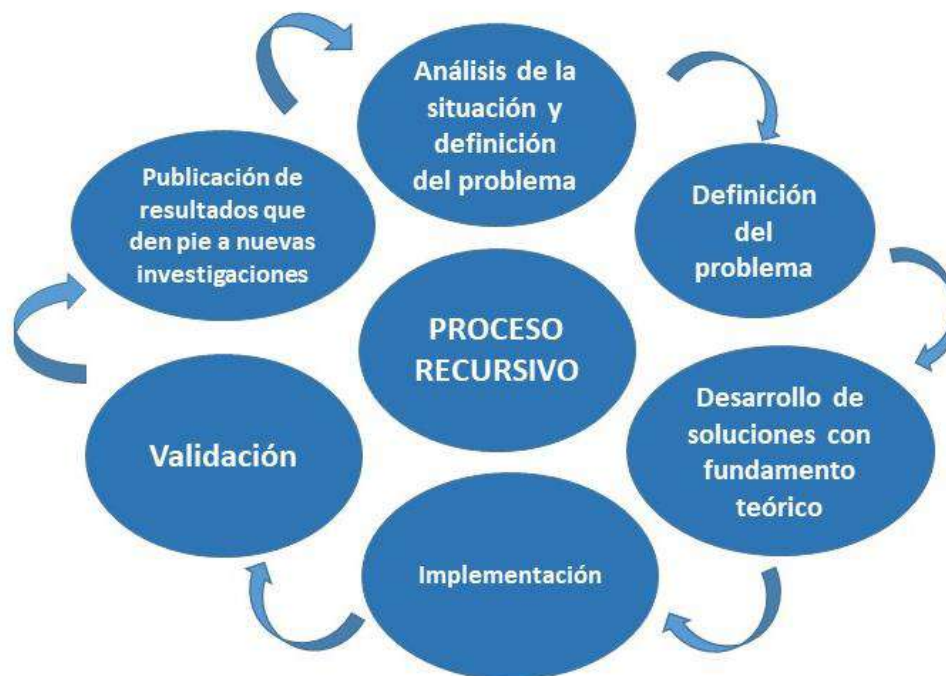 Análisis de la
situación y
definición
del problema
Definición
del
problema
Desarrollo de
soluciones con
fundamento
teórico
Implementación
Validación
Publicación de
resultados que
den pie a nuevas
investigaciones
PROCESO
RECURSIVO